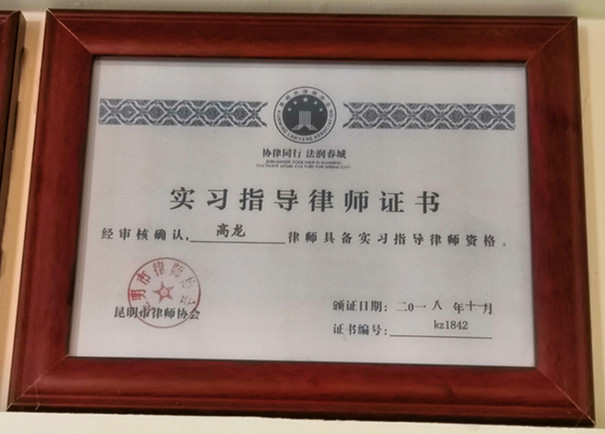 协律同行 法润春城
实习指导律师证书
经审核确认，高龙律师具备实习指导律师资格。
昆明市律师协会
颁证日期：二0一八年十一月
证书编号：kz1842